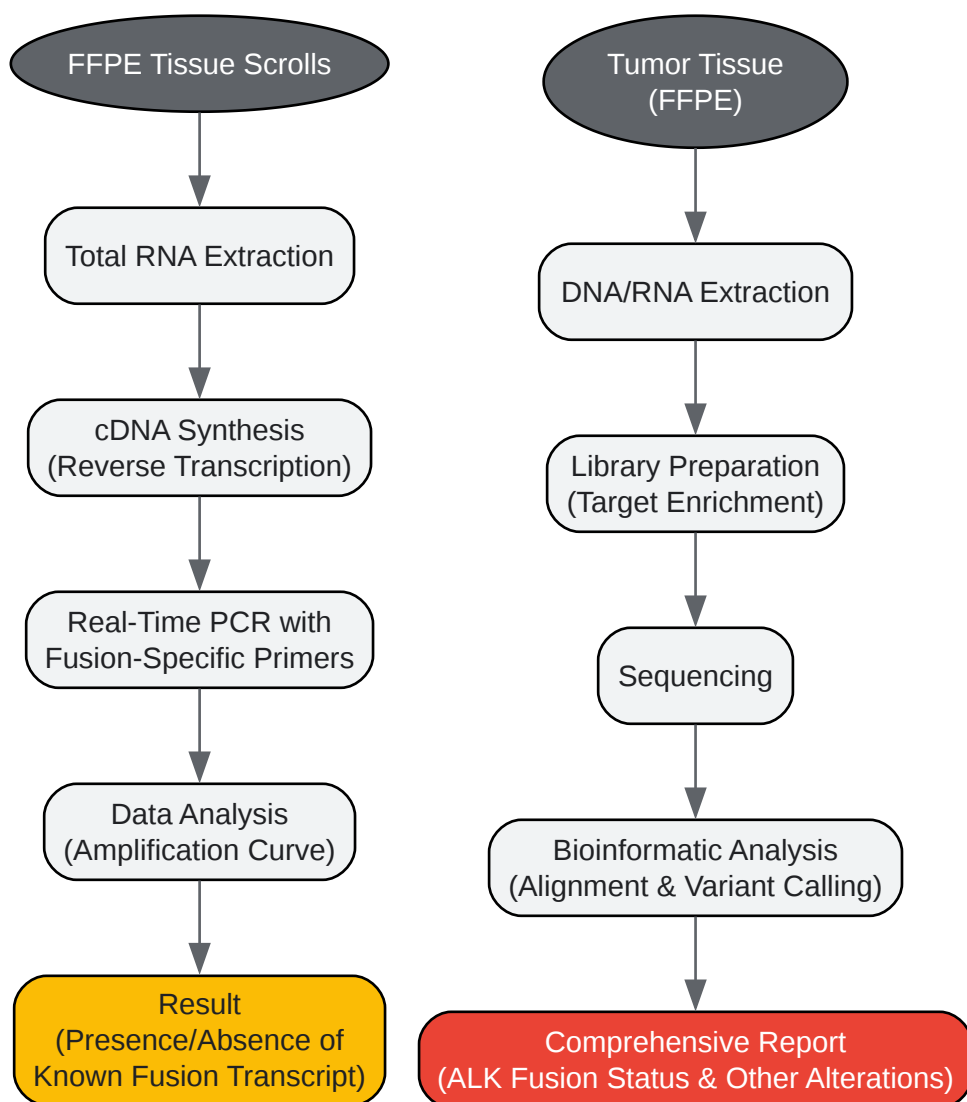 FFPE Tissue Scrolls
Total RNA Extraction
cDNA Synthesis
(Reverse Transcription)
Real-Time PCR with
Fusion-Specific Primers
Data Analysis
(Amplification Curve)
Result
(Presence/Absence of
Known Fusion Transcript)
Tumor Tissue
(FFPE)
DNA/RNA Extraction
Library Preparation
(Target Enrichment)
Sequencing
Bioinformatic Analysis
(Alignment & Variant Calling)
Comprehensive Report
(ALK Fusion Status & Other Alterations)